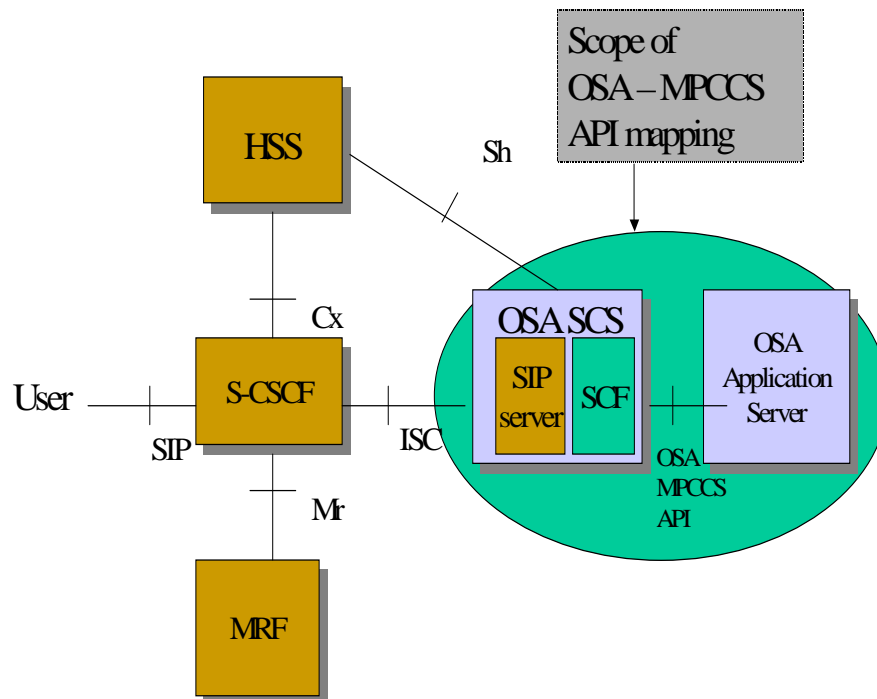 Scope of
OSA – MPCCS
API mapping
HSS
Sh
Cx
OSA SCS
User
S-CSCF
SIP
server
SCF
OSA
Application
Server
SIP
ISC
OSA
MPCCS
API
Mr
MRF